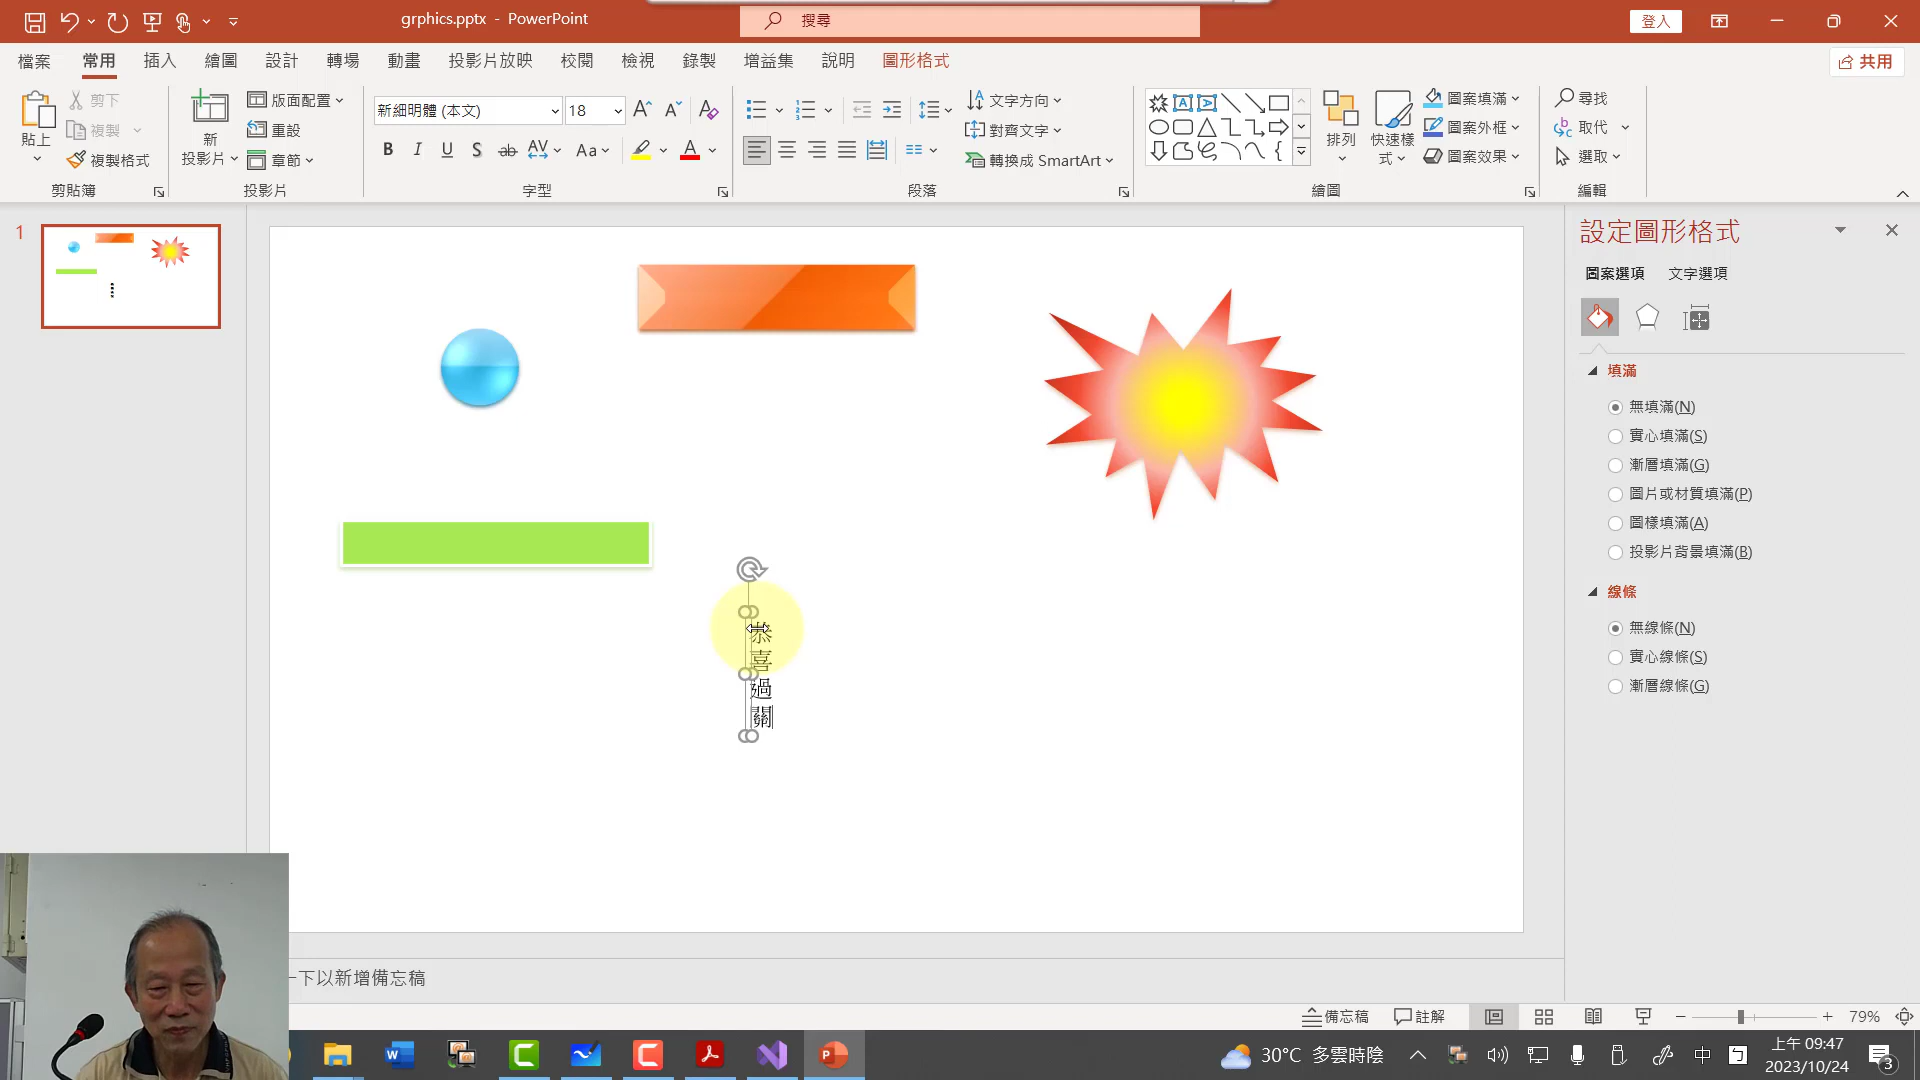 grphics.pptx - PowerPoint
搜尋
登入
檔案 常用 插入 繪圖 設計 轉場 動畫 投影片放映 校閱 檢視 錄製 增益集 說明 圖形格式
共用
貼上
剪下
複製
複製格式
剪貼簿
新
投影片
版面配置
重設
章節
投影片
新細明體 (本文)
18
B I U S ab AV Aa A
字型
文字方向
對齊文字
轉換成 SmartArt
段落
排列
快速樣
式
圖案填滿
圖案外框
圖案效果
繪圖
尋找
取代
選取
編輯
1
恭
喜
過
關
設定圖形格式
圖案選項 文字選項
填滿
無填滿(N)
實心填滿(S)
漸層填滿(G)
圖片或材質填滿(P)
圖樣填滿(A)
投影片背景填滿(B)
線條
無線條(N)
實心線條(S)
漸層線條(G)
一下以新增備忘稿
備忘稿
註解
79%
30°C 多雲時陰
中
上午 09:47
2023/10/24
3